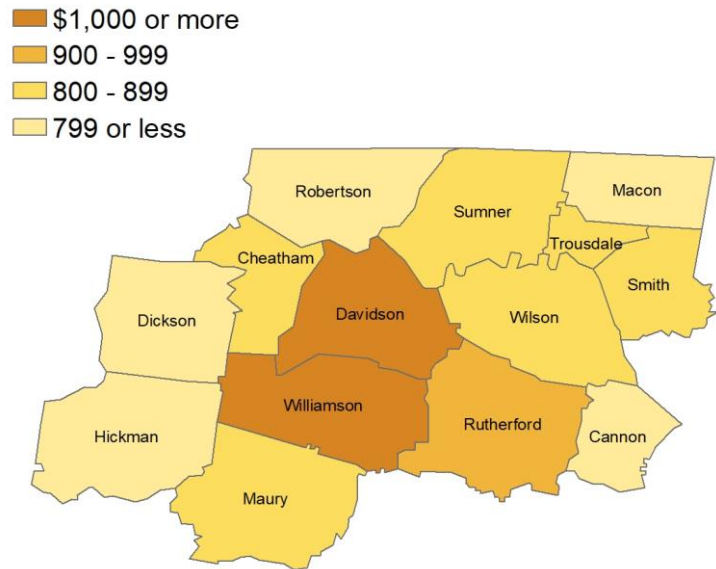 $1,000 or more
900 - 999
800 - 899
799 or less
Robertson
Macon
Sumner
Trousdale
Cheatham
Smith
Dickson
Davidson
Wilson
Williamson
Rutherford
Hickman
Cannon
Maury